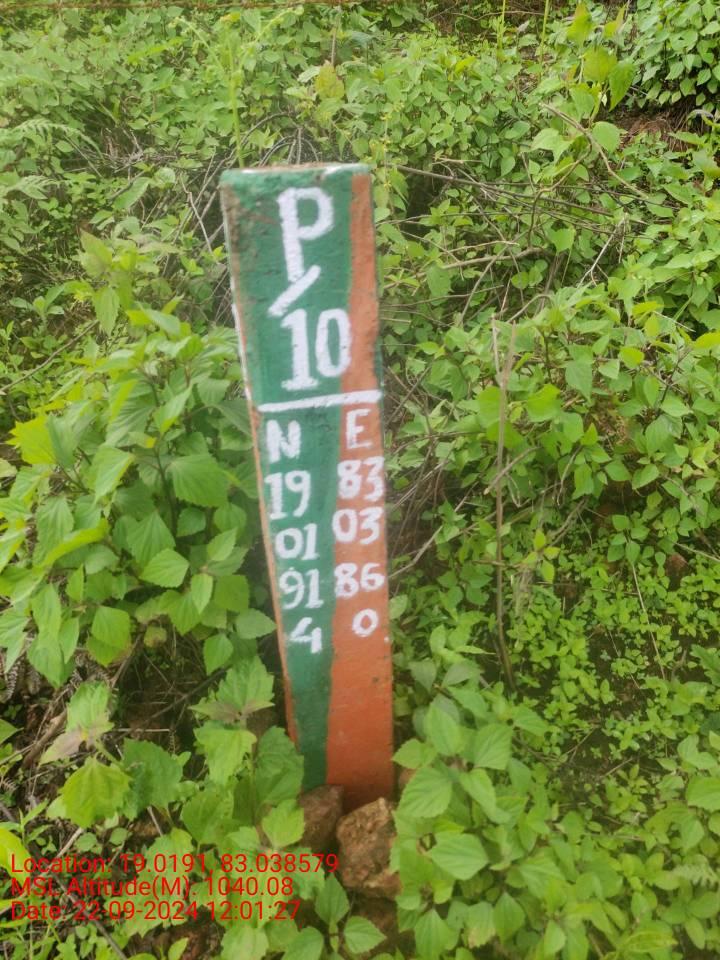 P/10
N E
19 83
01 03
91 86
4 0
Location: 19.0191, 83.038579
MSL Altitude(M): 1040.08
Date: 22-09-2024 12:01:27